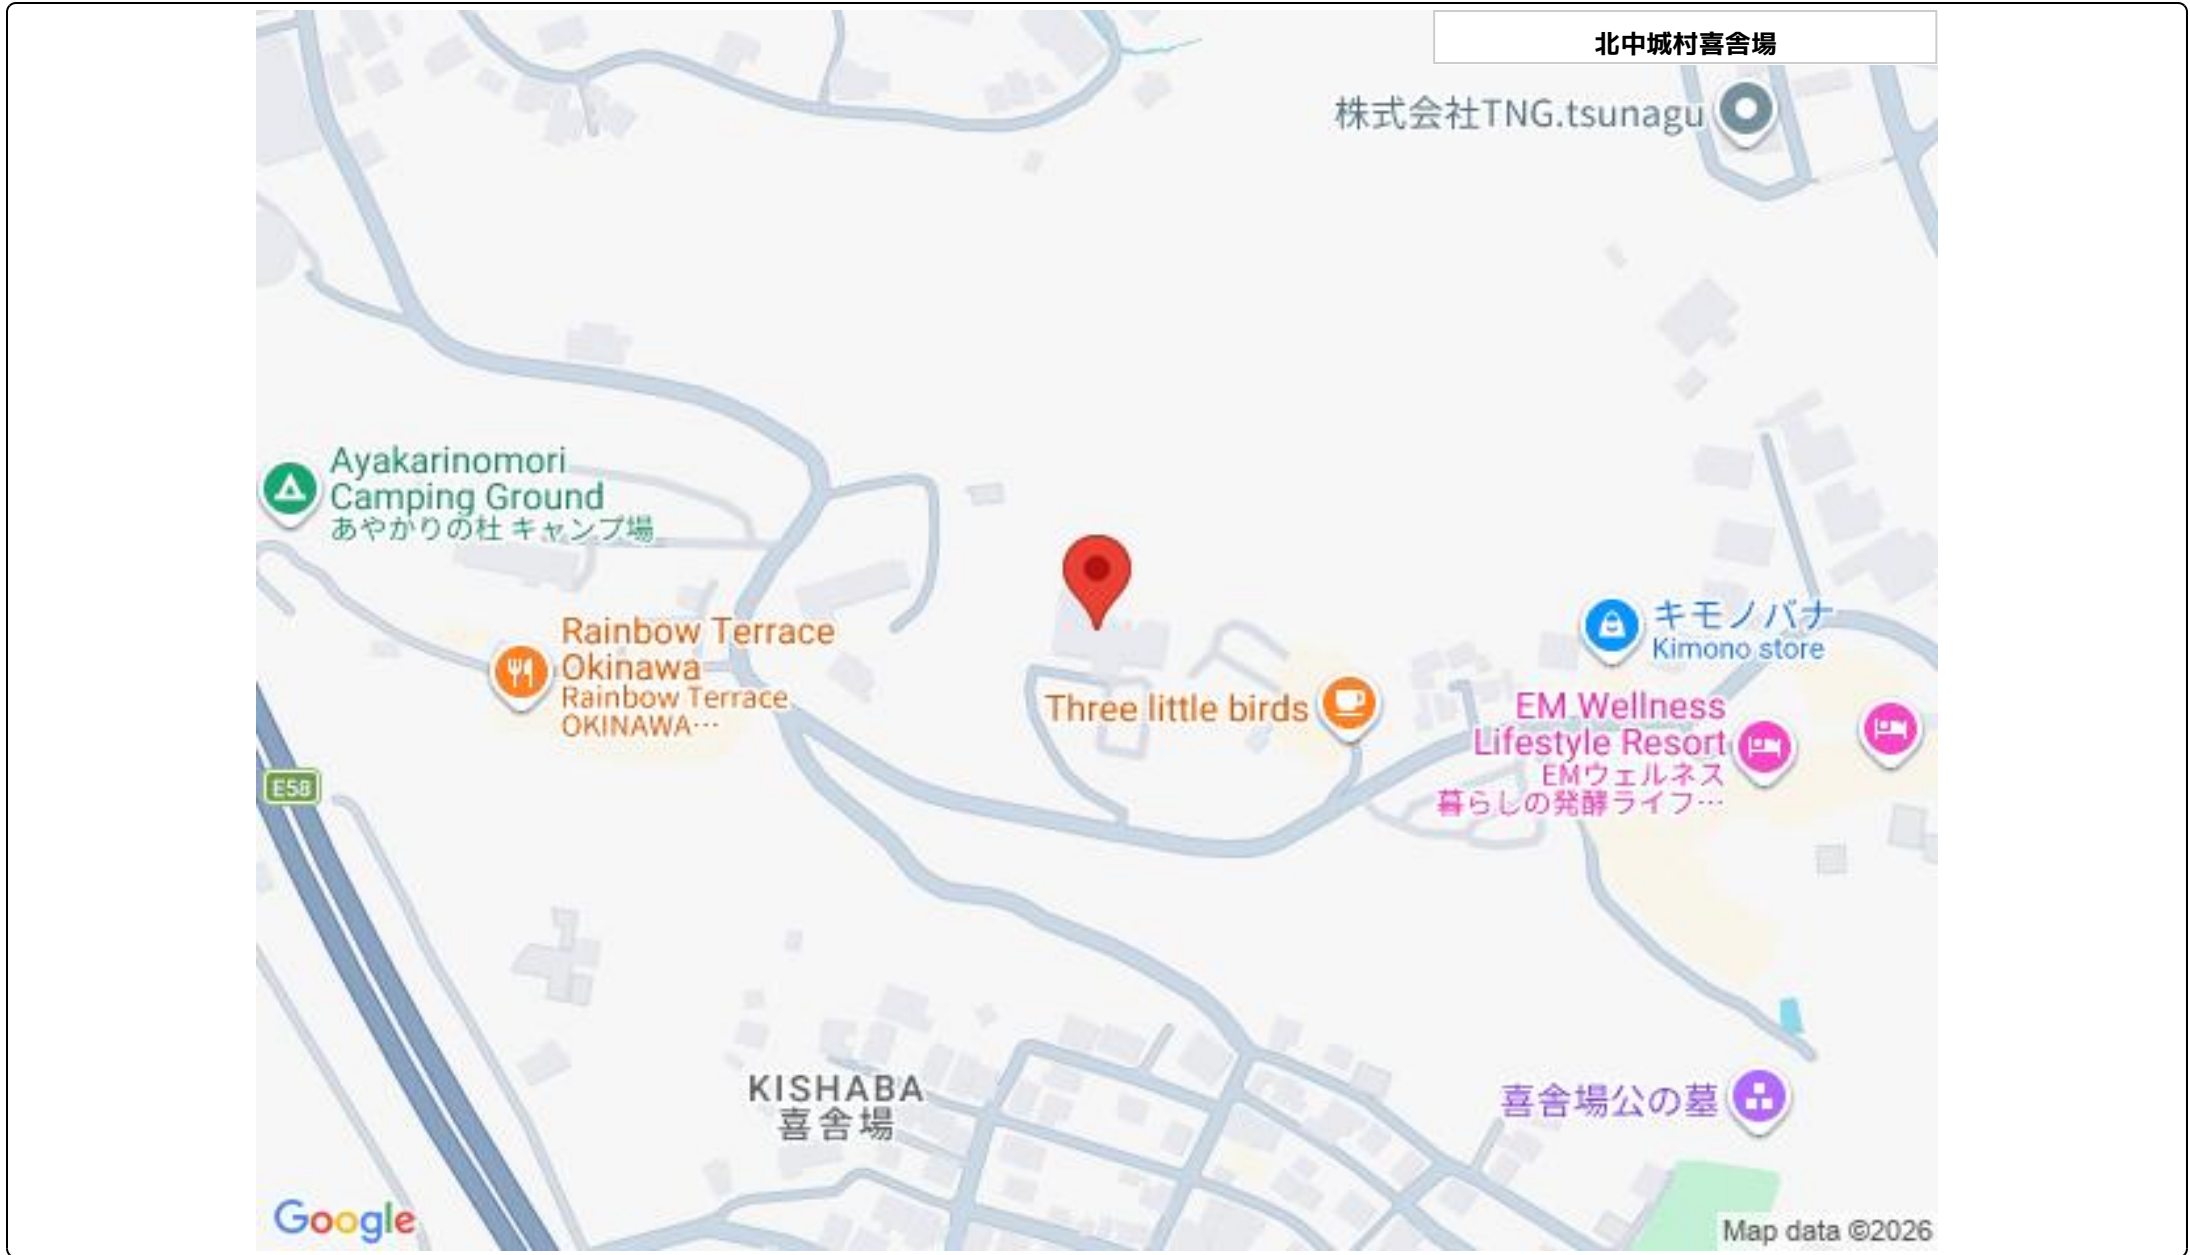 北中城村喜舎場
株式会社TNG.tsunagu
Ayakarinomori
Camping Ground
あやかりの杜 キャンプ場
Rainbow Terrace
Okinawa
Rainbow Terrace
OKINAWA…
Three little birds
キモノバナ
Kimono store
EM Wellness
Lifestyle Resort
EMウェルネス
暮らしの発酵ライフ…
E58
KISHABA
喜舎場
喜舎場公の墓
Google
Map data ©2026